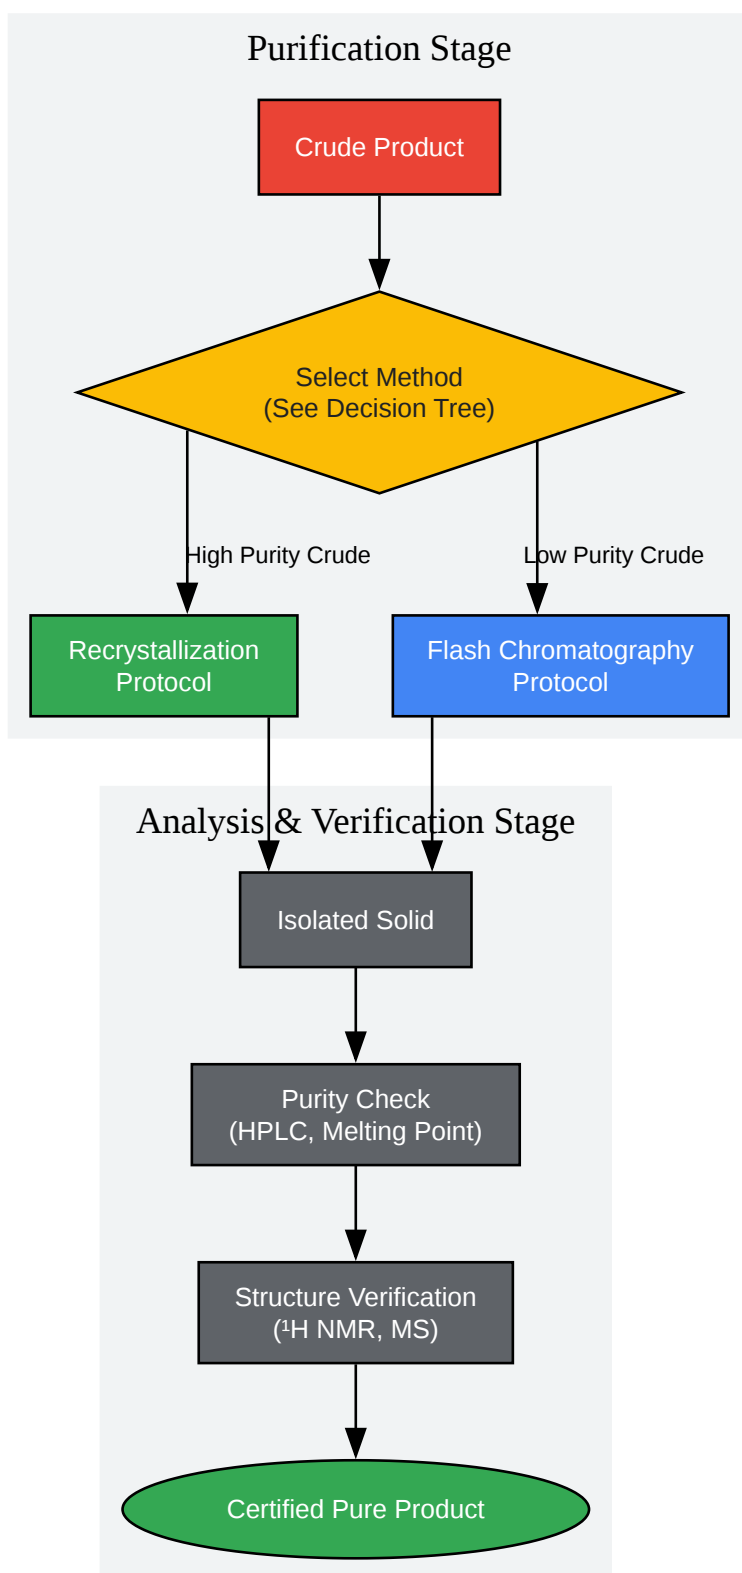 Purification Stage
Crude Product
Select Method
(See Decision Tree)
High Purity Crude
Low Purity Crude
Recrystallization
Protocol
Flash Chromatography
Protocol
Analysis & Verification Stage
Isolated Solid
Purity Check
(HPLC, Melting Point)
Structure Verification
(¹H NMR, MS)
Certified Pure Product